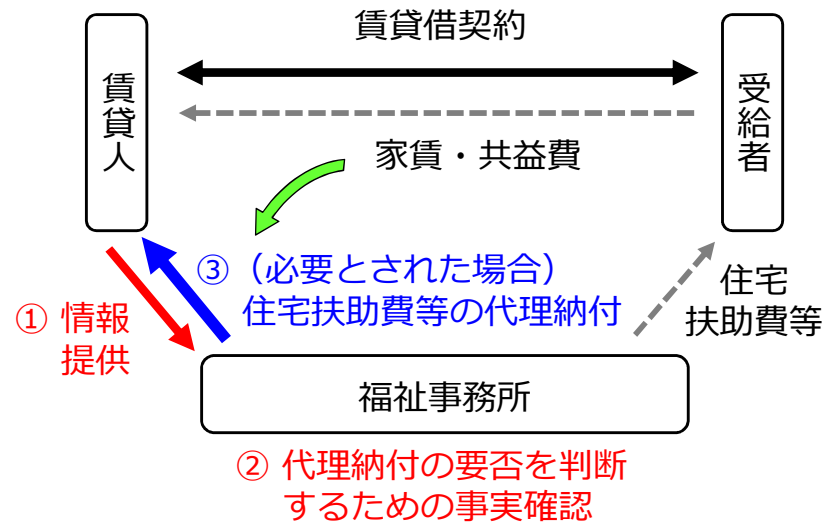 賃貸借契約
賃貸人
受給者
家賃・共益費
③（必要とされた場合）
住宅扶助費等の代理納付
① 情報
提供
住宅
扶助費等
福祉事務所
② 代理納付の要否を判断
するための事実確認